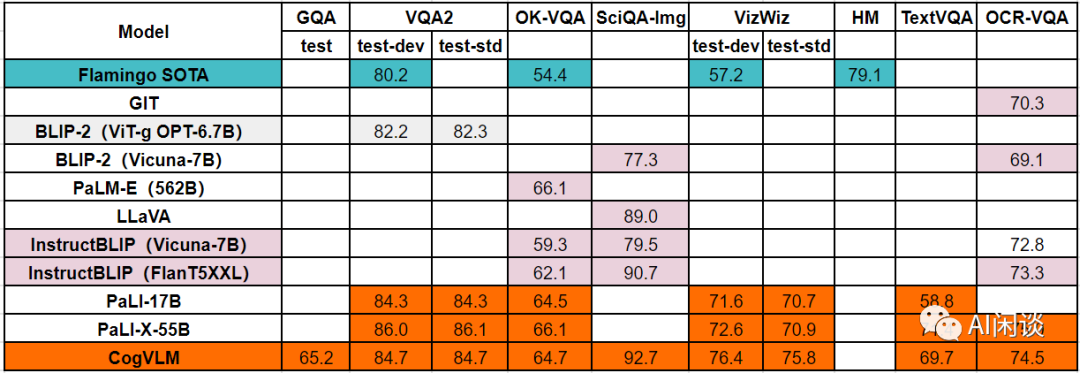 Model GQA VQA2 OK-VQA SciQA-Img VizWiz HM TextVQA OCR-VQA
test test-dev test-std test-dev test-std
Flamingo SOTA 80.2 54.4 57.2 79.1
GIT 70.3
BLIP-2（ViT-g OPT-6.7B） 82.2 82.3
BLIP-2（Vicuna-7B） 77.3 69.1
PaLM-E（562B） 66.1
LLaVA 89.0
InstructBLIP（Vicuna-7B） 59.3 79.5 72.8
InstructBLIP（FlanT5XXL） 62.1 90.7 73.3
PaLI-17B 84.3 84.3 64.5 71.6 70.7 58.8
PaLI-X-55B 86.0 86.1 66.1 72.6 70.9
AI闲谈
CogVLM 65.2 84.7 84.7 64.7 92.7 76.4 75.8 69.7 74.5